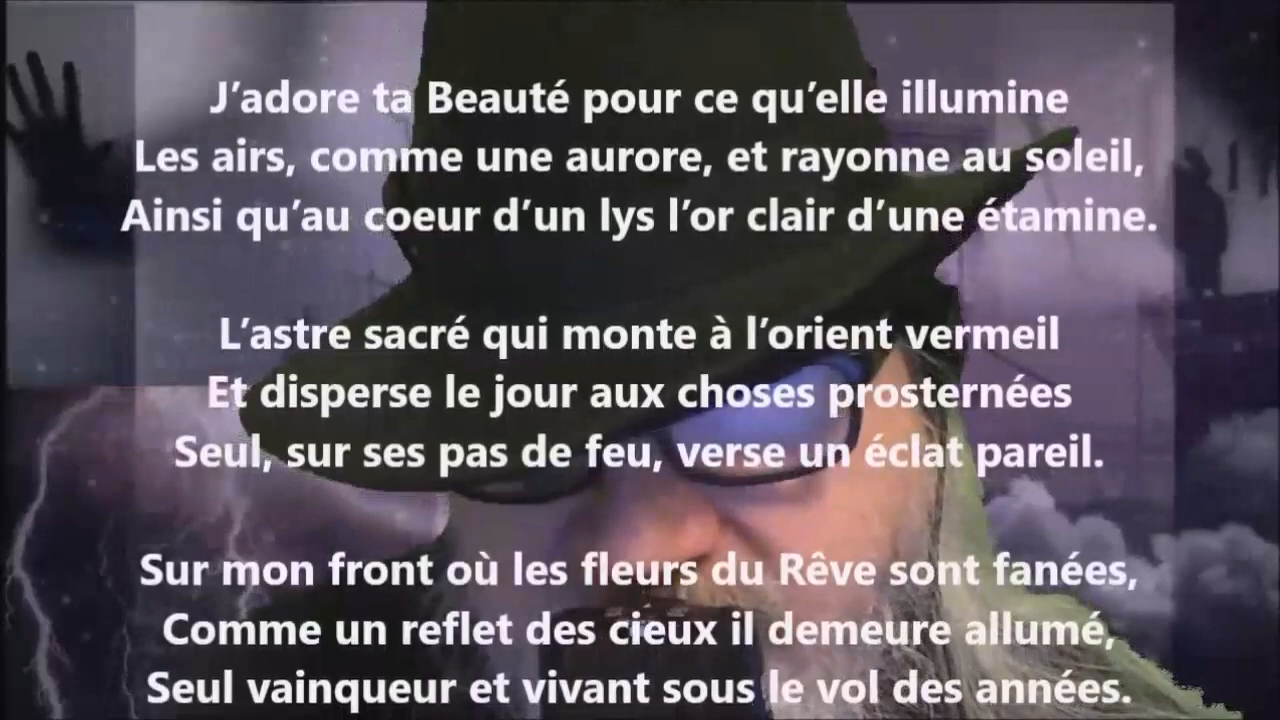 J’adore ta Beauté pour ce qu’elle illumine
Les airs, comme une aurore, et rayonne au soleil,
Ainsi qu’au coeur d’un lys l’or clair d’une étamine.
L’astre sacré qui monte à l’orient vermeil
Et disperse le jour aux choses prosternées
Seul, sur ses pas de feu, verse un éclat pareil.
Sur mon front où les fleurs du Rêve sont fanées,
Comme un reflet des cieux il demeure allumé,
Seul vainqueur et vivant sous le vol des années.